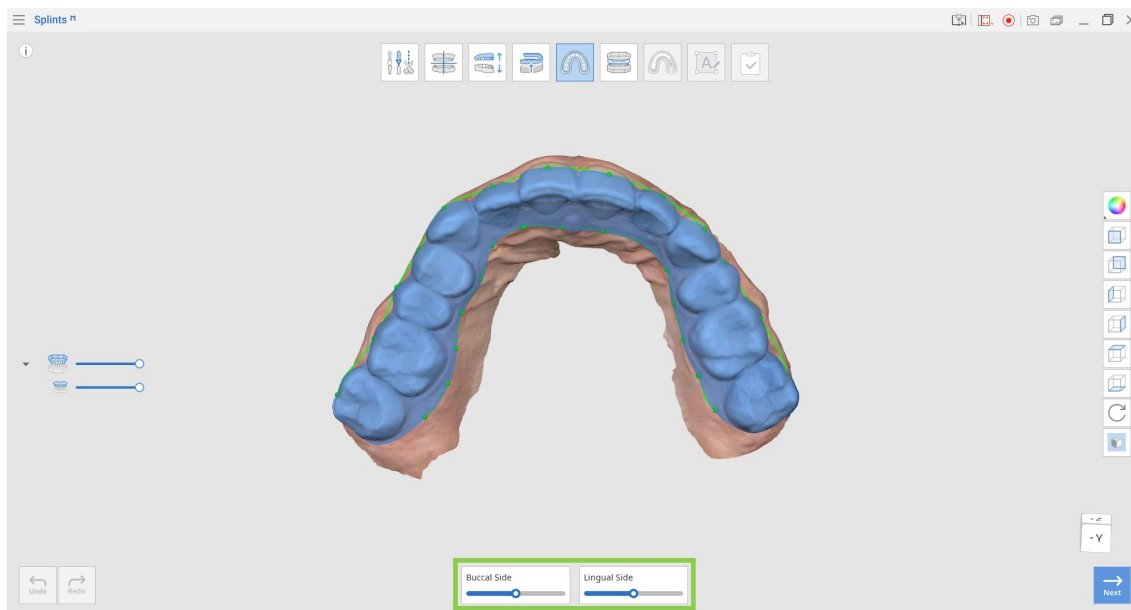 Splints
- Z
- Y
Buccal Side
Lingual Side
Undo
Redo
Next